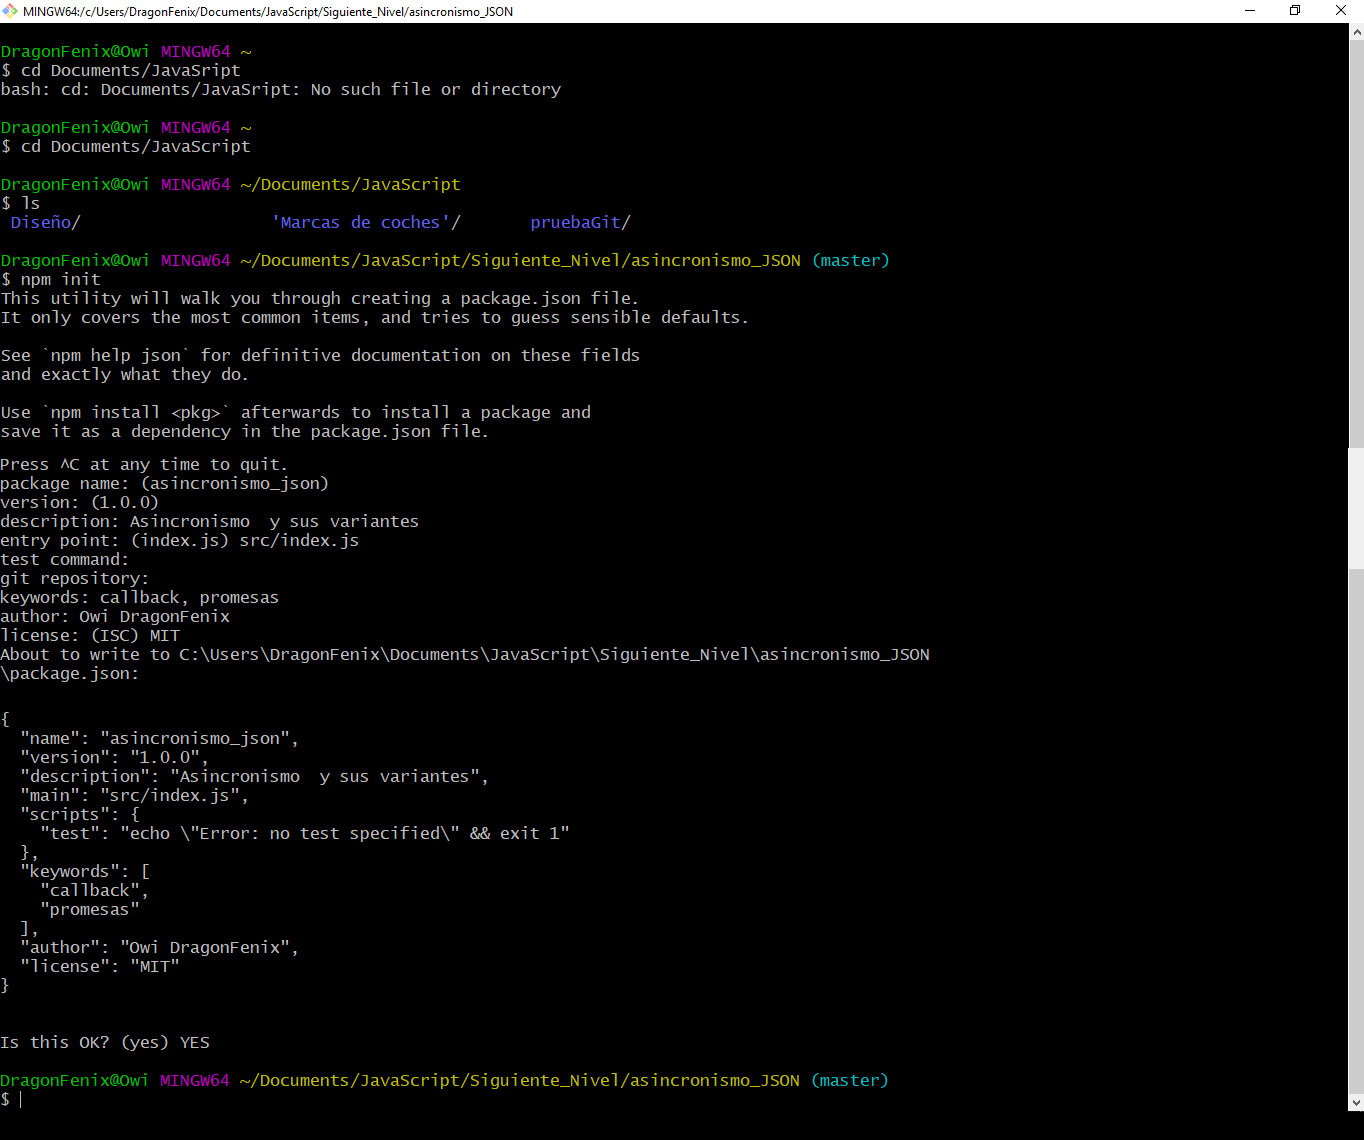 MINGW64:/c/Users/DragonFenix/Documents/JavaScript/Siguiente_Nivel/asincronismo_JSON
DragonFenix@Owi MINGW64 ~
$ cd Documents/JavaSript
bash: cd: Documents/JavaSript: No such file or directory
DragonFenix@Owi MINGW64 ~
$ cd Documents/JavaScript
DragonFenix@Owi MINGW64 ~/Documents/JavaScript
$ ls
Diseño/ 'Marcas de coches'/ pruebaGit/
DragonFenix@Owi MINGW64 ~/Documents/JavaScript/Siguiente_Nivel/asincronismo_JSON (master)
$ npm init
This utility will walk you through creating a package.json file.
It only covers the most common items, and tries to guess sensible defaults.
See `npm help json` for definitive documentation on these fields
and exactly what they do.
Use `npm install <pkg>` afterwards to install a package and
save it as a dependency in the package.json file.
Press ^C at any time to quit.
package name: (asincronismo_json)
version: (1.0.0)
description: Asincronismo  y sus variantes
entry point: (index.js) src/index.js
test command:
git repository:
keywords: callback, promesas
author: Owi DragonFenix
license: (ISC) MIT
About to write to C:\Users\DragonFenix\Documents\JavaScript\Siguiente_Nivel\asincronismo_JSON
\package.json:
{
  "name": "asincronismo_json",
  "version": "1.0.0",
  "description": "Asincronismo  y sus variantes",
  "main": "src/index.js",
  "scripts": {
    "test": "echo \"Error: no test specified\" && exit 1"
  },
  "keywords": [
    "callback",
    "promesas"
  ],
  "author": "Owi DragonFenix",
  "license": "MIT"
}
Is this OK? (yes) YES
DragonFenix@Owi MINGW64 ~/Documents/JavaScript/Siguiente_Nivel/asincronismo_JSON (master)
$